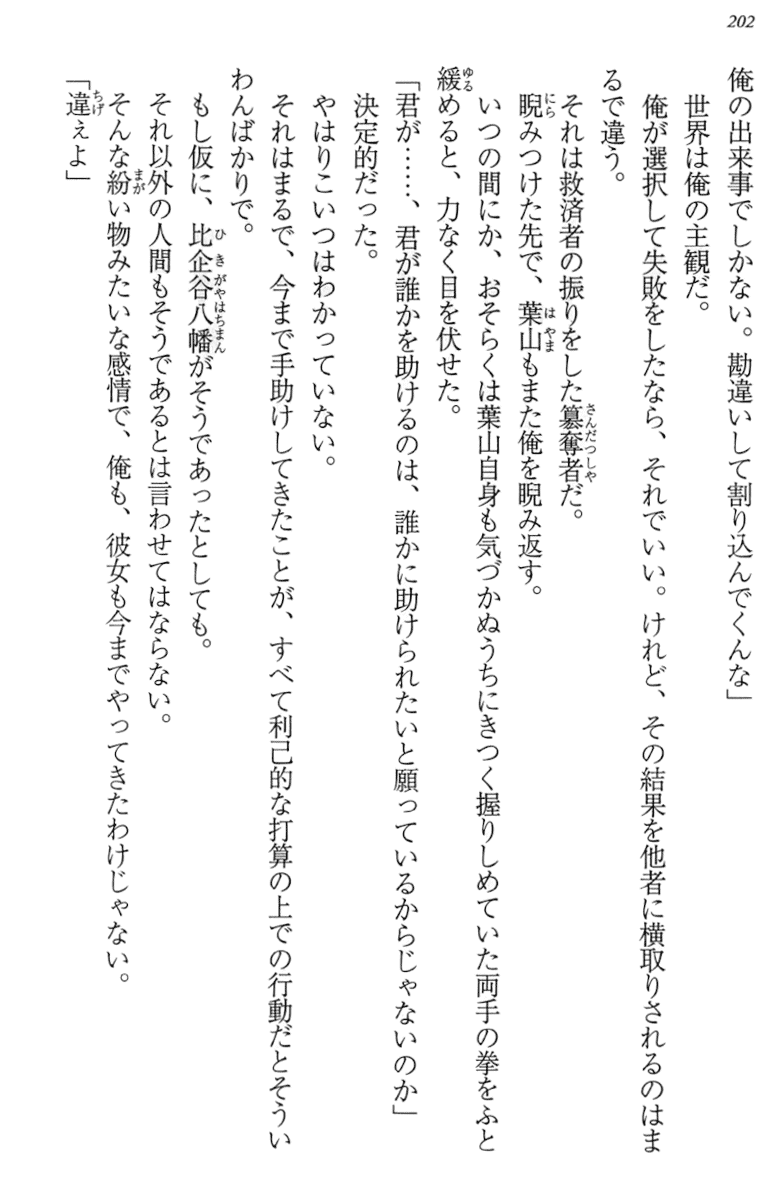 202
俺の出来事でしかない。勘違いして割り込んでくんな」
世界は俺の主観だ。
俺が選択して失敗をしたなら、それでいい。けれど、その結果を他者に横取りされるのはま
るで違う。
それは救済者の振りをした簒奪者だ。
睨みつけた先で、葉山もまた俺を睨み返す。
いつの間にか、おそらくは葉山自身も気づかぬうちにきつく握りしめていた両手の拳をふと
緩めると、力なく目を伏せた。
「君が……、君が誰かを助けるのは、誰かに助けられたいと願っているからじゃないのか」
決定的だった。
やはりこいつはわかっていない。
それはまるで、今まで手助けしてきたことが、すべて利己的な打算の上での行動だとそうい
わんばかりで。
もし仮に、比企谷八幡がそうであったとしても。
それ以外の人間もそうであるとは言わせてはならない。
そんな紛い物みたいな感情で、俺も、彼女も今までやってきたわけじゃない。
「違ぇよ」